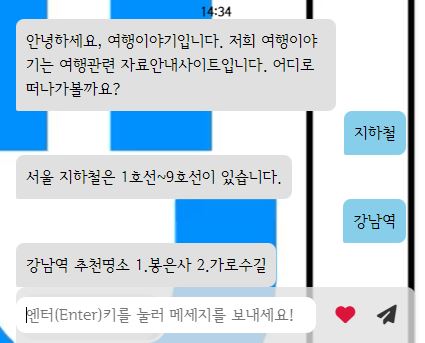 14:34
안녕하세요, 여행이야기입니다. 저희 여행이야
기는 여행관련 자료안내사이트입니다. 어디로
떠나가볼까요?
지하철
서울 지하철은 1호선~9호선이 있습니다.
강남역
강남역 추천명소 1.봉은사 2.가로수길
엔터(Enter)키를 눌러 메세지를 보내세요!